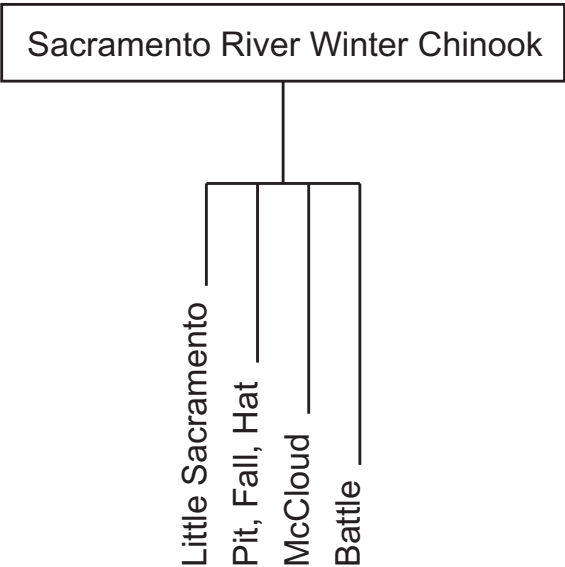 Sacramento River Winter Chinook
Little Sacramento
Pit, Fall, Hat
McCloud
Battle